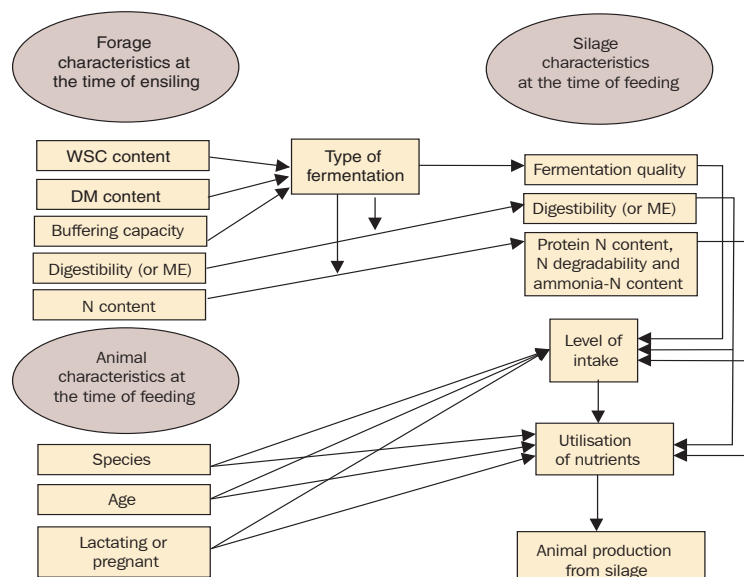 Forage
characteristics at
the time of ensiling
Silage
characteristics
at the time of feeding
WSC content
DM content
Buffering capacity
Digestibility (or ME)
N content
Type of
fermentation
Fermentation quality
Digestibility (or ME)
Protein N content,
N degradability and
ammonia-N content
Animal
characteristics at
the time of feeding
Level of
intake
Species
Age
Lactating or
pregnant
Utilisation
of nutrients
Animal production
from silage